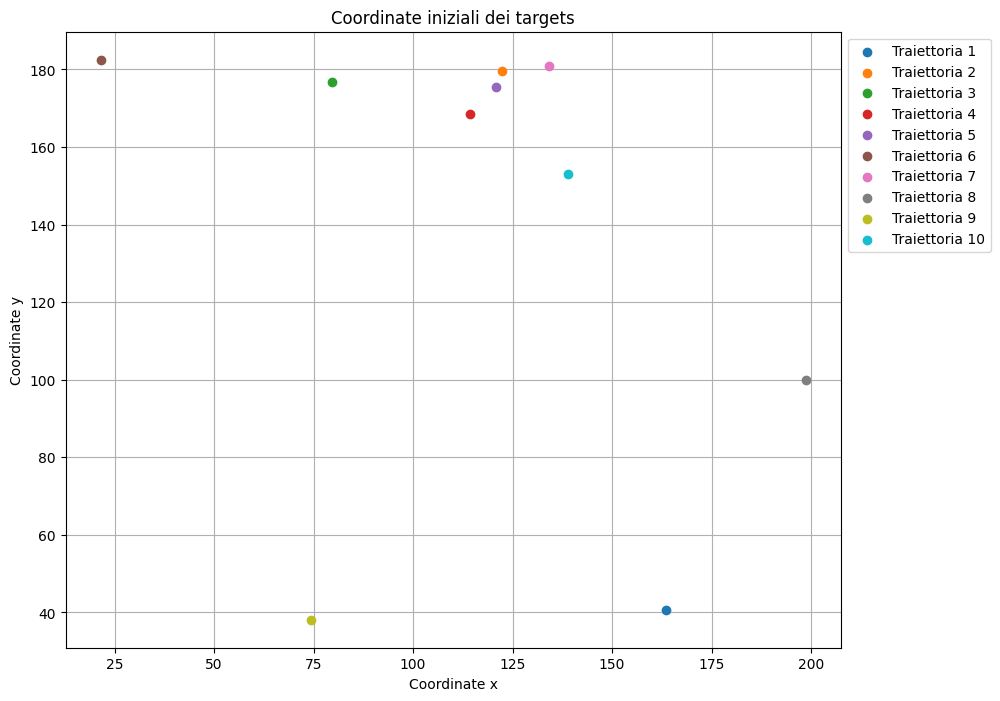 Coordinate iniziali dei targets
Coordinate y
180
160
140
120
100
80
60
40
25
50
75
100
125
150
175
200
Coordinate x
Traiettoria 1
Traiettoria 2
Traiettoria 3
Traiettoria 4
Traiettoria 5
Traiettoria 6
Traiettoria 7
Traiettoria 8
Traiettoria 9
Traiettoria 10